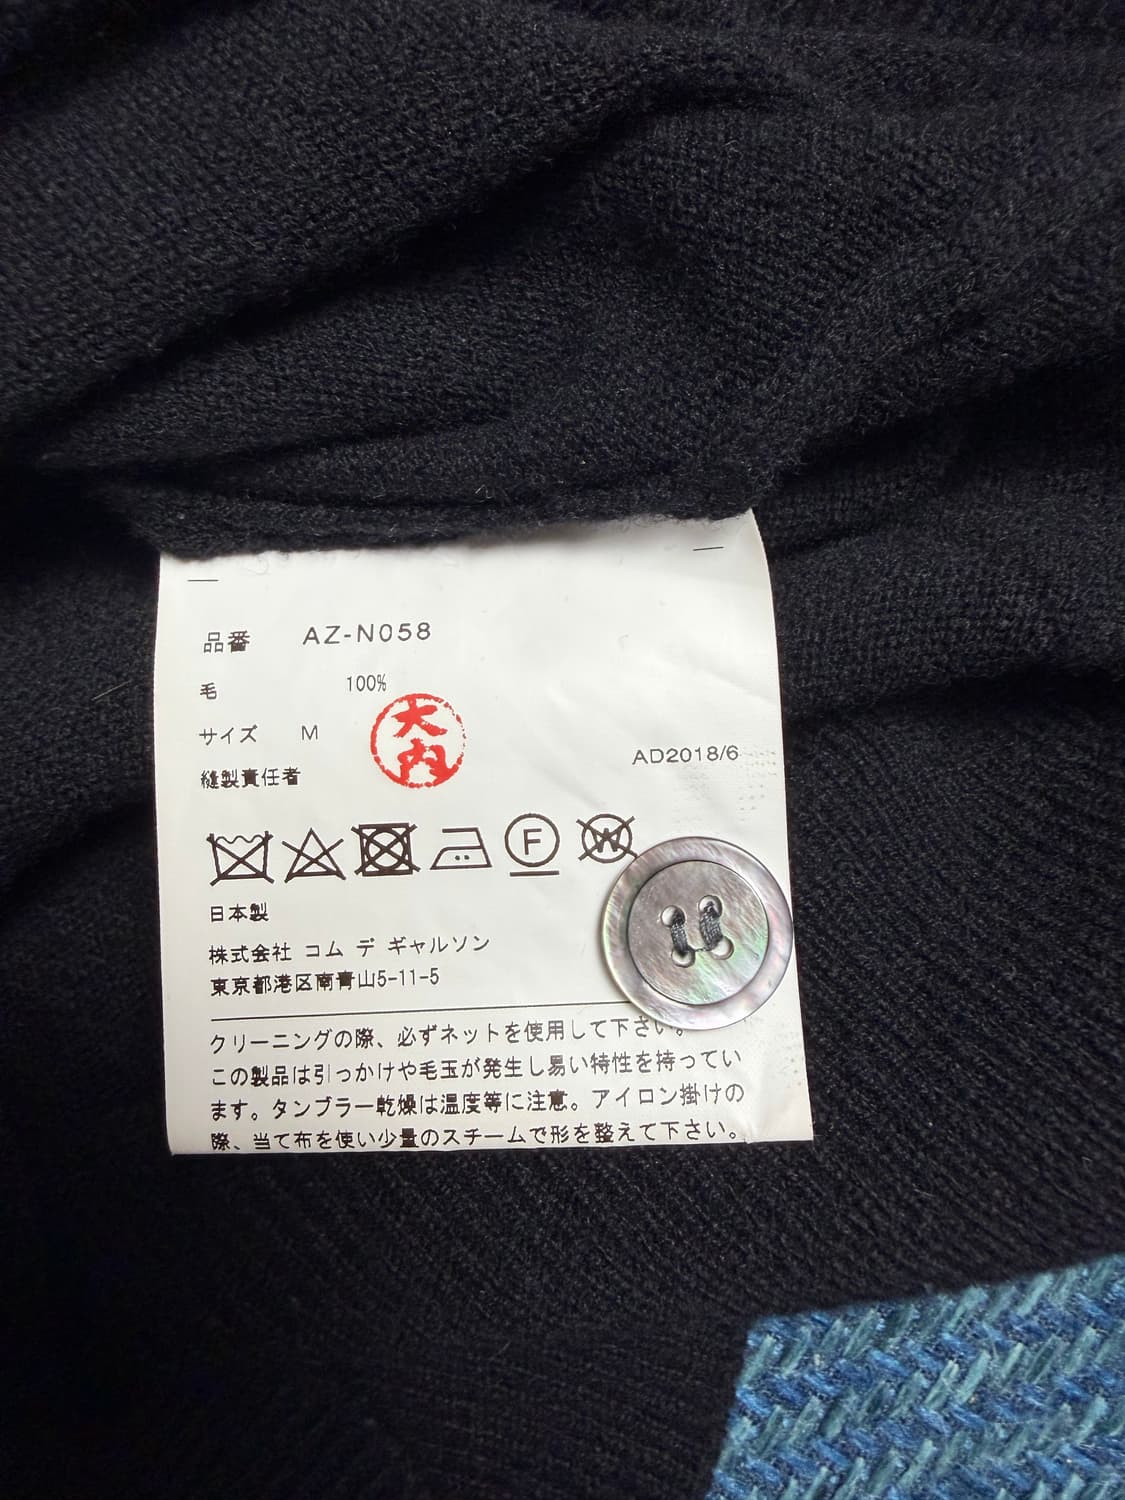 品番 AZ-N058
毛 100%
サイズ M
大内
縫製責任者
AD2018/6
F
W
日本製
株式会社 コム デ ギャルソン
東京都港区南青山5-11-5
クリーニングの際、必ずネットを使用して下さい。
この製品は引っかけや毛玉が発生し易い特性を持ってい
ます。タンブラー乾燥は温度等に注意。アイロン掛けの
際、当て布を使い少量のスチームで形を整えて下さい。